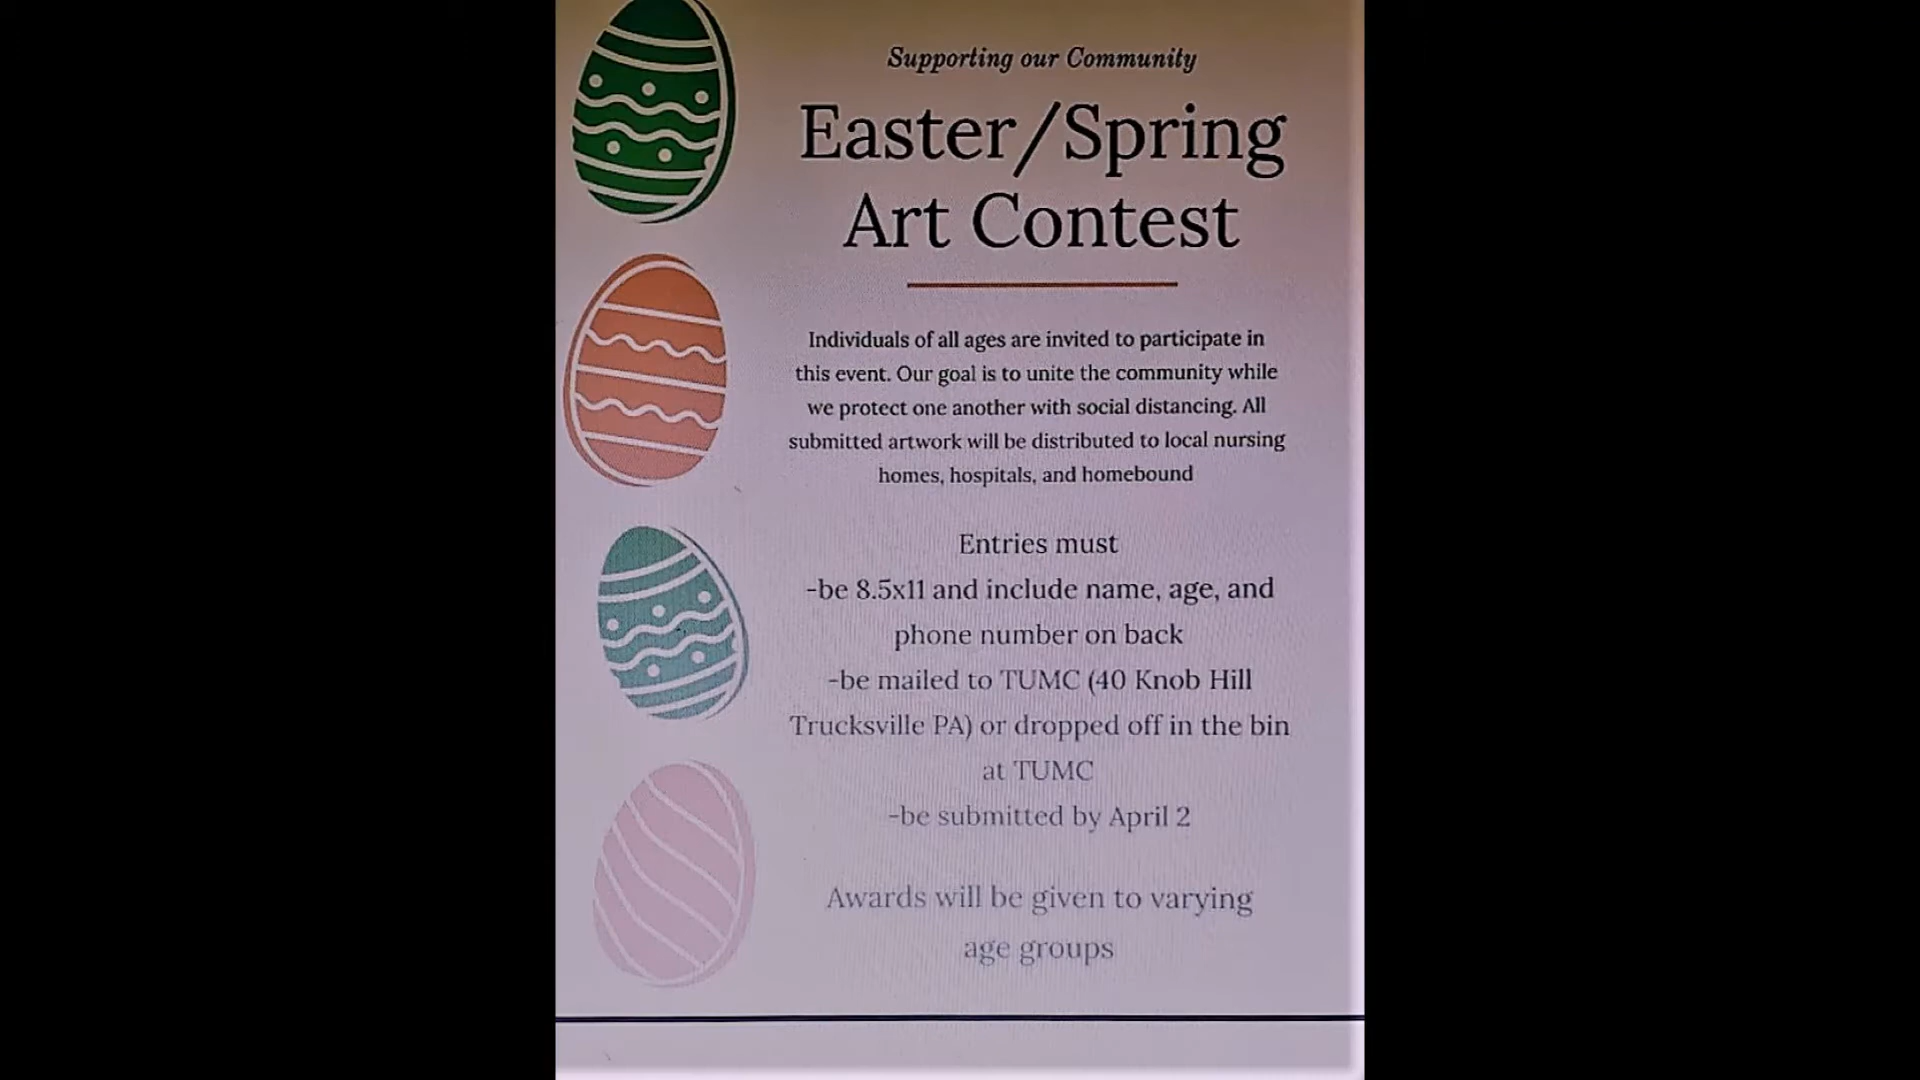 Supporting our Community
Easter/Spring
Art Contest
Individuals of all ages are invited to participate in
this event. Our goal is to unite the community while
we protect one another with social distancing. All
submitted artwork will be distributed to local nursing
homes, hospitals, and homebound
Entries must
-be 8.5x11 and include name, age, and
phone number on back
-be mailed to TUMC (40 Knob Hill
Trucksville PA) or dropped off in the bin
at TUMC
-be submitted by April 2
Awards will be given to varying
age groups